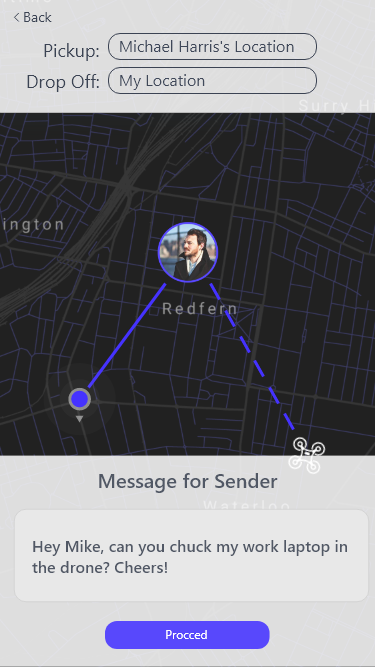 Back
Pickup: Michael Harris's Location
Drop Off: My Location
Surry H
ington
Redfern
Message for Sender
Waterloo
Hey Mike, can you chuck my work laptop in
the drone? Cheers!
Procced